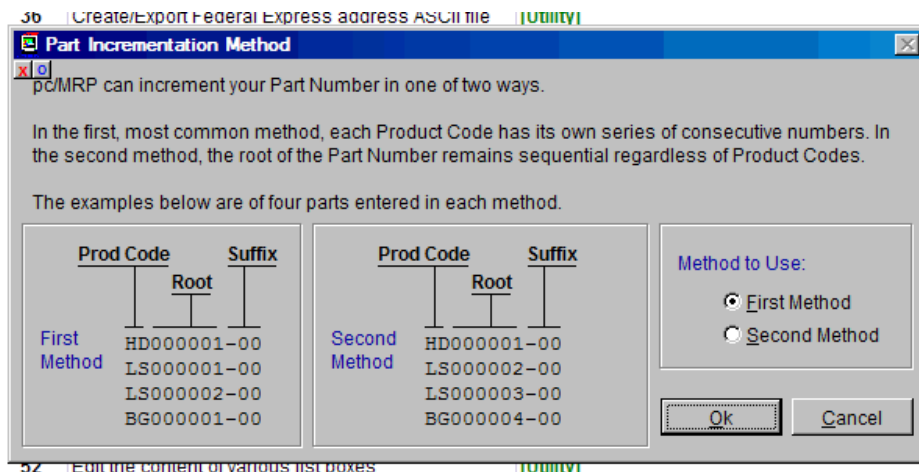 36 Create/Export Federal Express address ASCII file [Utility]
Part Incrementation Method
X O
pc/MRP can increment your Part Number in one of two ways.
In the first, most common method, each Product Code has its own series of consecutive numbers. In
the second method, the root of the Part Number remains sequential regardless of Product Codes.
The examples below are of four parts entered in each method.
Prod Code Suffix
Root
First
Method
HD000001-00
LS000001-00
LS000002-00
BG000001-00
Prod Code Suffix
Root
Second
Method
HD000001-00
LS000002-00
LS000003-00
BG000004-00
Method to Use:
First Method
Second Method
Ok Cancel
52 Edit the content of various list boxes [Utility]